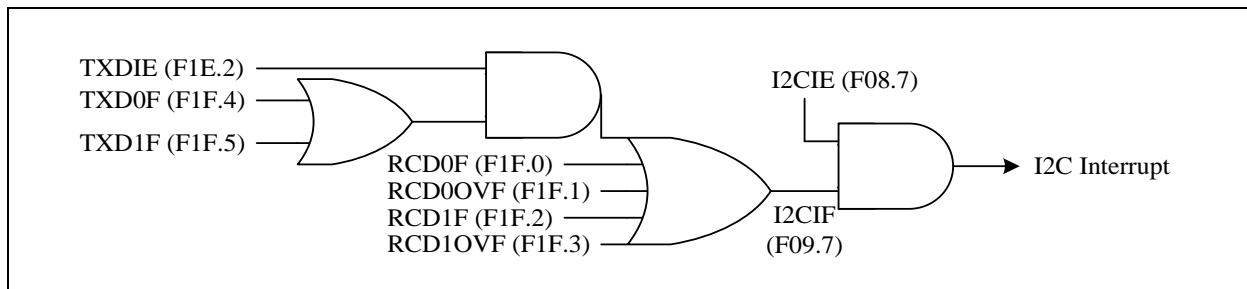 TXDIE (F1E.2)
TXD0F (F1F.4)
TXD1F (F1F.5)
RCD0F (F1F.0)
RCD0OVF (F1F.1)
RCD1F (F1F.2)
RCD1OVF (F1F.3)
I2CIE (F08.7)
I2CIF
(F09.7)
I2C Interrupt